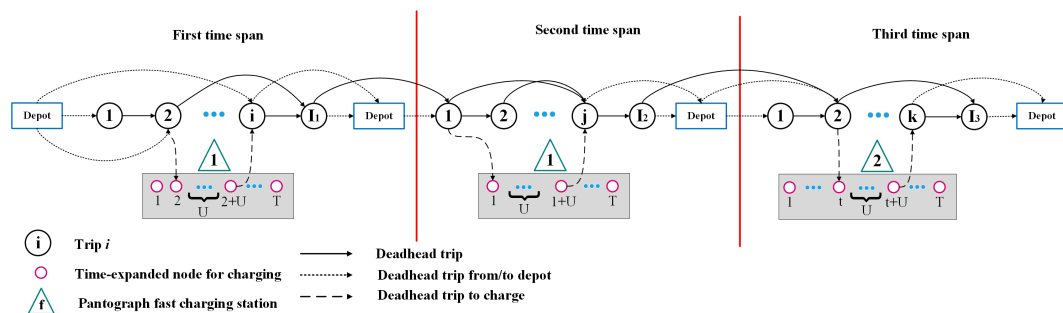 First time span
Second time span
Third time span
Depot 1 2 ... i I1 Depot 1 2 ... j I2 Depot 1 2 ... k I3 Depot
1 1 2
1 2 ... 2+U ... T
U
1 ... 1+U ... T
U
1 ... t ... t+U ... T
U
i Trip i
Time-expanded node for charging
f Pantograph fast charging station
Deadhead trip
Deadhead trip from/to depot
Deadhead trip to charge